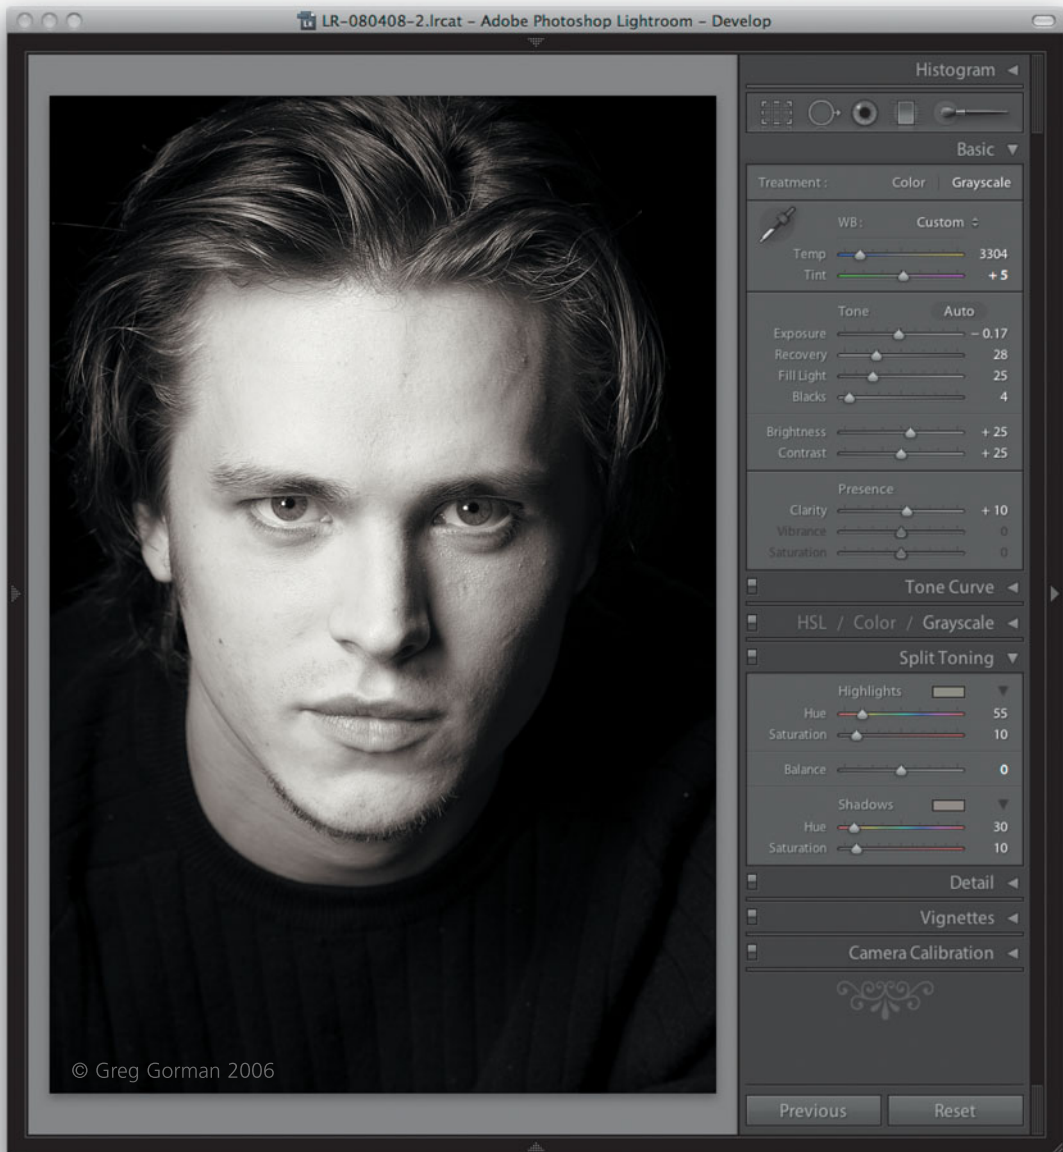 LR-080408-2.lrcat – Adobe Photoshop Lightroom – Develop
Histogram
Basic
Treatment : Color Grayscale
WB : Custom
Temp 3304
Tint + 5
Tone Auto
Exposure – 0.17
Recovery 28
Fill Light 25
Blacks 4
Brightness + 25
Contrast + 25
Presence
Clarity + 10
Vibrance 0
Saturation 0
Tone Curve
HSL / Color / Grayscale
Split Toning
Highlights
Hue 55
Saturation 10
Balance 0
Shadows
Hue 30
Saturation 10
Detail
Vignettes
Camera Calibration
© Greg Gorman 2006
Previous Reset